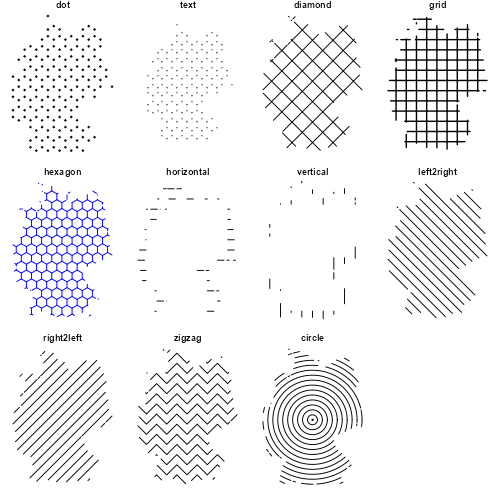 dot text diamond grid
hexagon horizontal vertical left2right
right2left zigzag circle